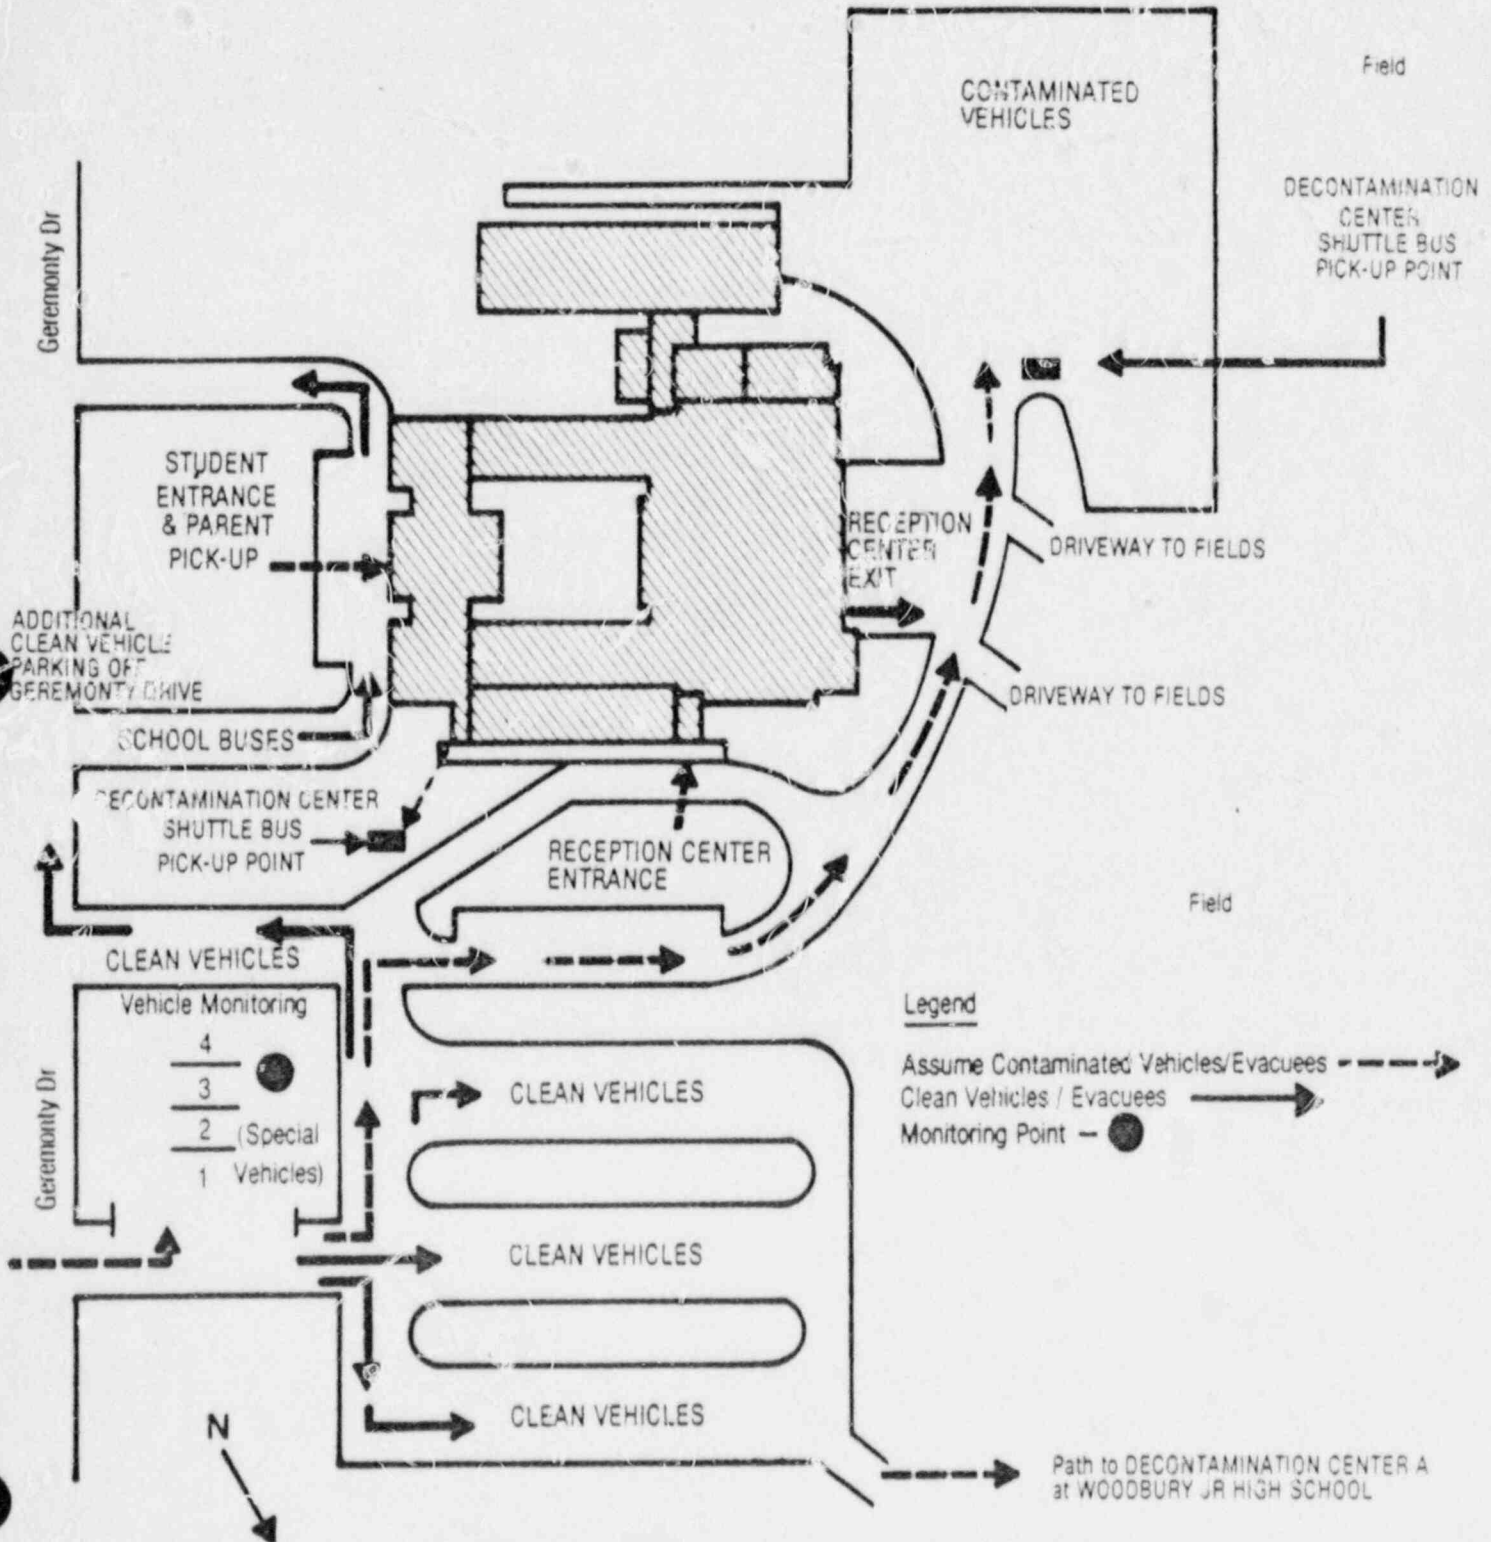 Field
CONTAMINATED
VEHICLES
DECONTAMINATION
CENTER
SHUTTLE BUS
PICK-UP POINT
Geremonty Dr
STUDENT
ENTRANCE
& PARENT
PICK-UP
RECEPTION
CENTER
EXIT
DRIVEWAY TO FIELDS
ADDITIONAL
CLEAN VEHICLE
PARKING OFF
GEREMONTY DRIVE
DRIVEWAY TO FIELDS
SCHOOL BUSES
DECONTAMINATION CENTER
SHUTTLE BUS
PICK-UP POINT
RECEPTION CENTER
ENTRANCE
Field
CLEAN VEHICLES
Vehicle Monitoring
4
3
2 (Special
1 Vehicles)
Geremonty Dr
Legend
Assume Contaminated Vehicles/Evacuees
Clean Vehicles / Evacuees
Monitoring Point –
CLEAN VEHICLES
CLEAN VEHICLES
CLEAN VEHICLES
N
Path to DECONTAMINATION CENTER A
at WOODBURY JR HIGH SCHOOL